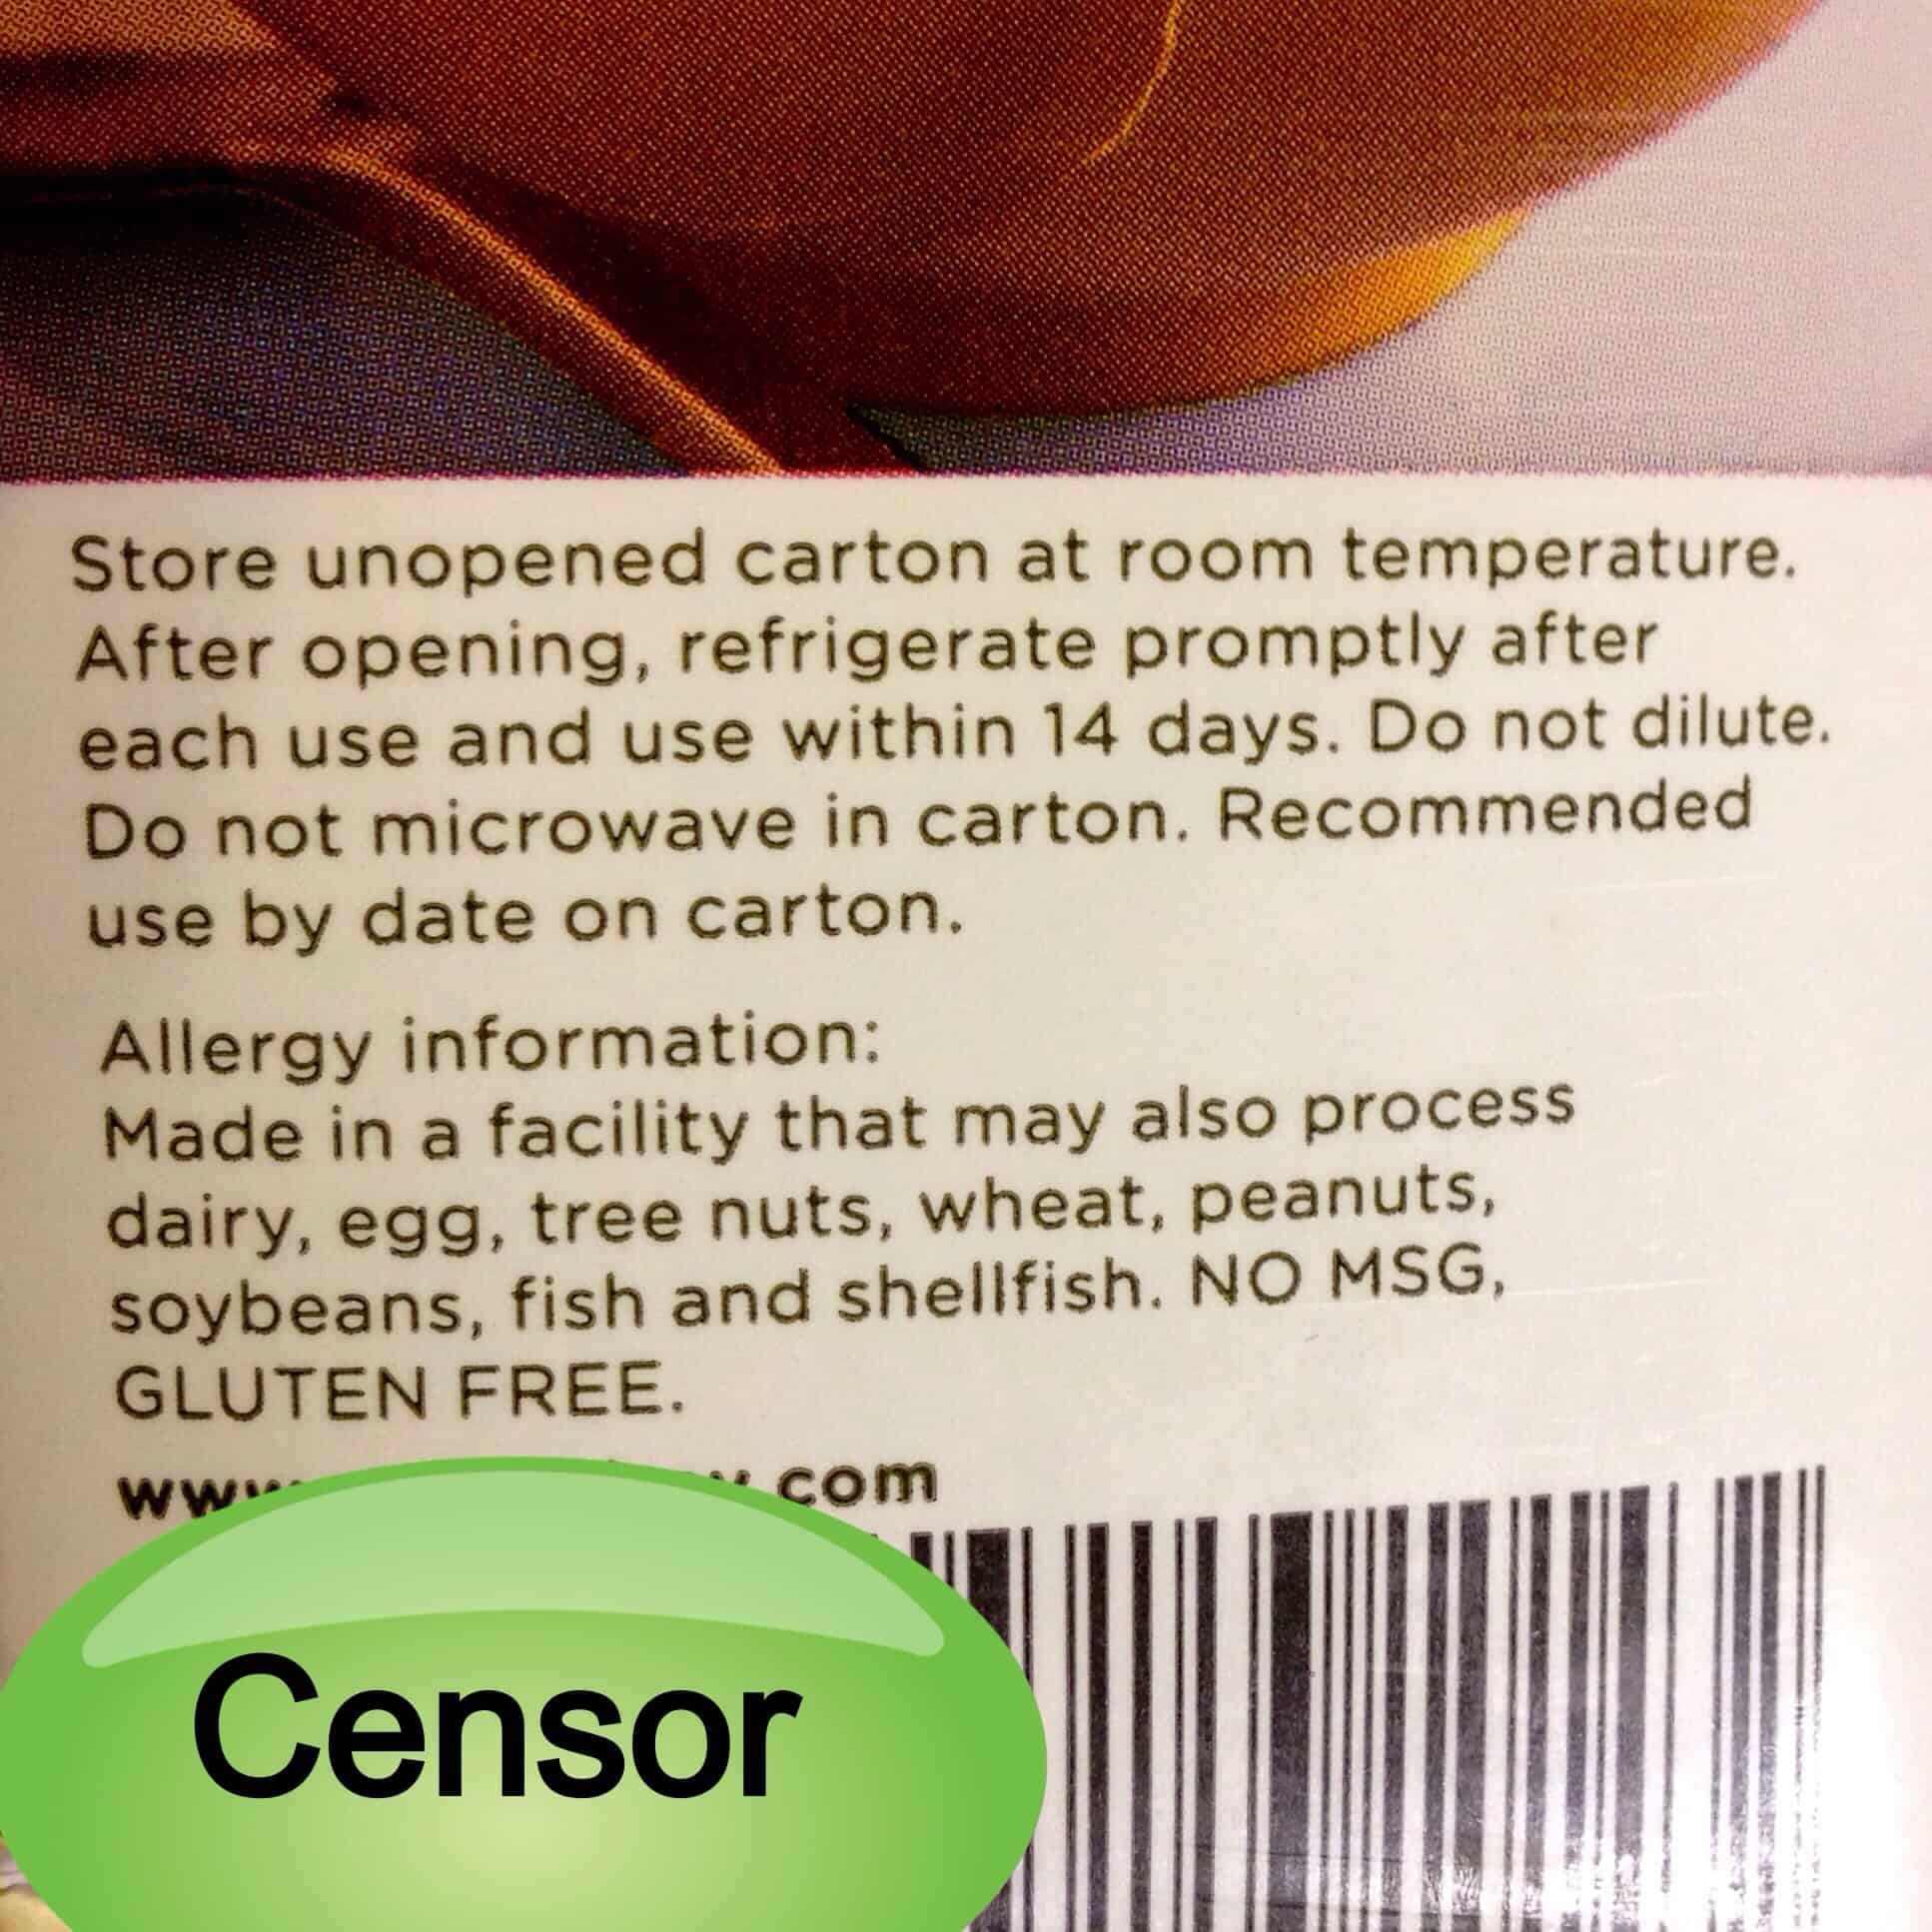 Store unopened carton at room temperature.
After opening, refrigerate promptly after
each use and use within 14 days. Do not dilute.
Do not microwave in carton. Recommended
use by date on carton.
Allergy information:
Made in a facility that may also process
dairy, egg, tree nuts, wheat, peanuts,
soybeans, fish and shellfish. NO MSG,
GLUTEN FREE.
Censor